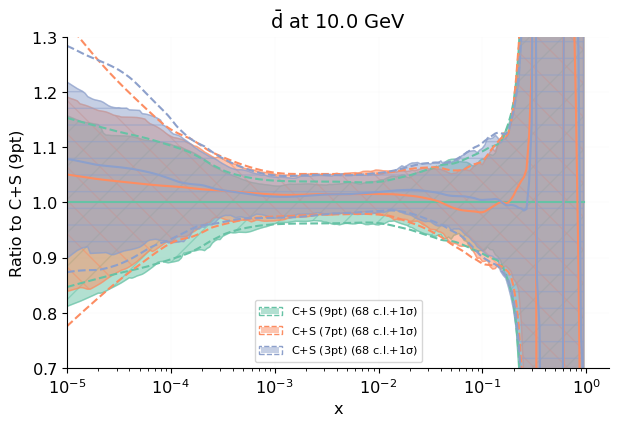 d̄ at 10.0 GeV
Ratio to C+S (9pt)
1.3
1.2
1.1
1.0
0.9
0.8
0.7
C+S (9pt) (68 c.l.+1σ)
C+S (7pt) (68 c.l.+1σ)
C+S (3pt) (68 c.l.+1σ)
10⁻⁵ 10⁻⁴ 10⁻³ 10⁻² 10⁻¹ 10⁰
x